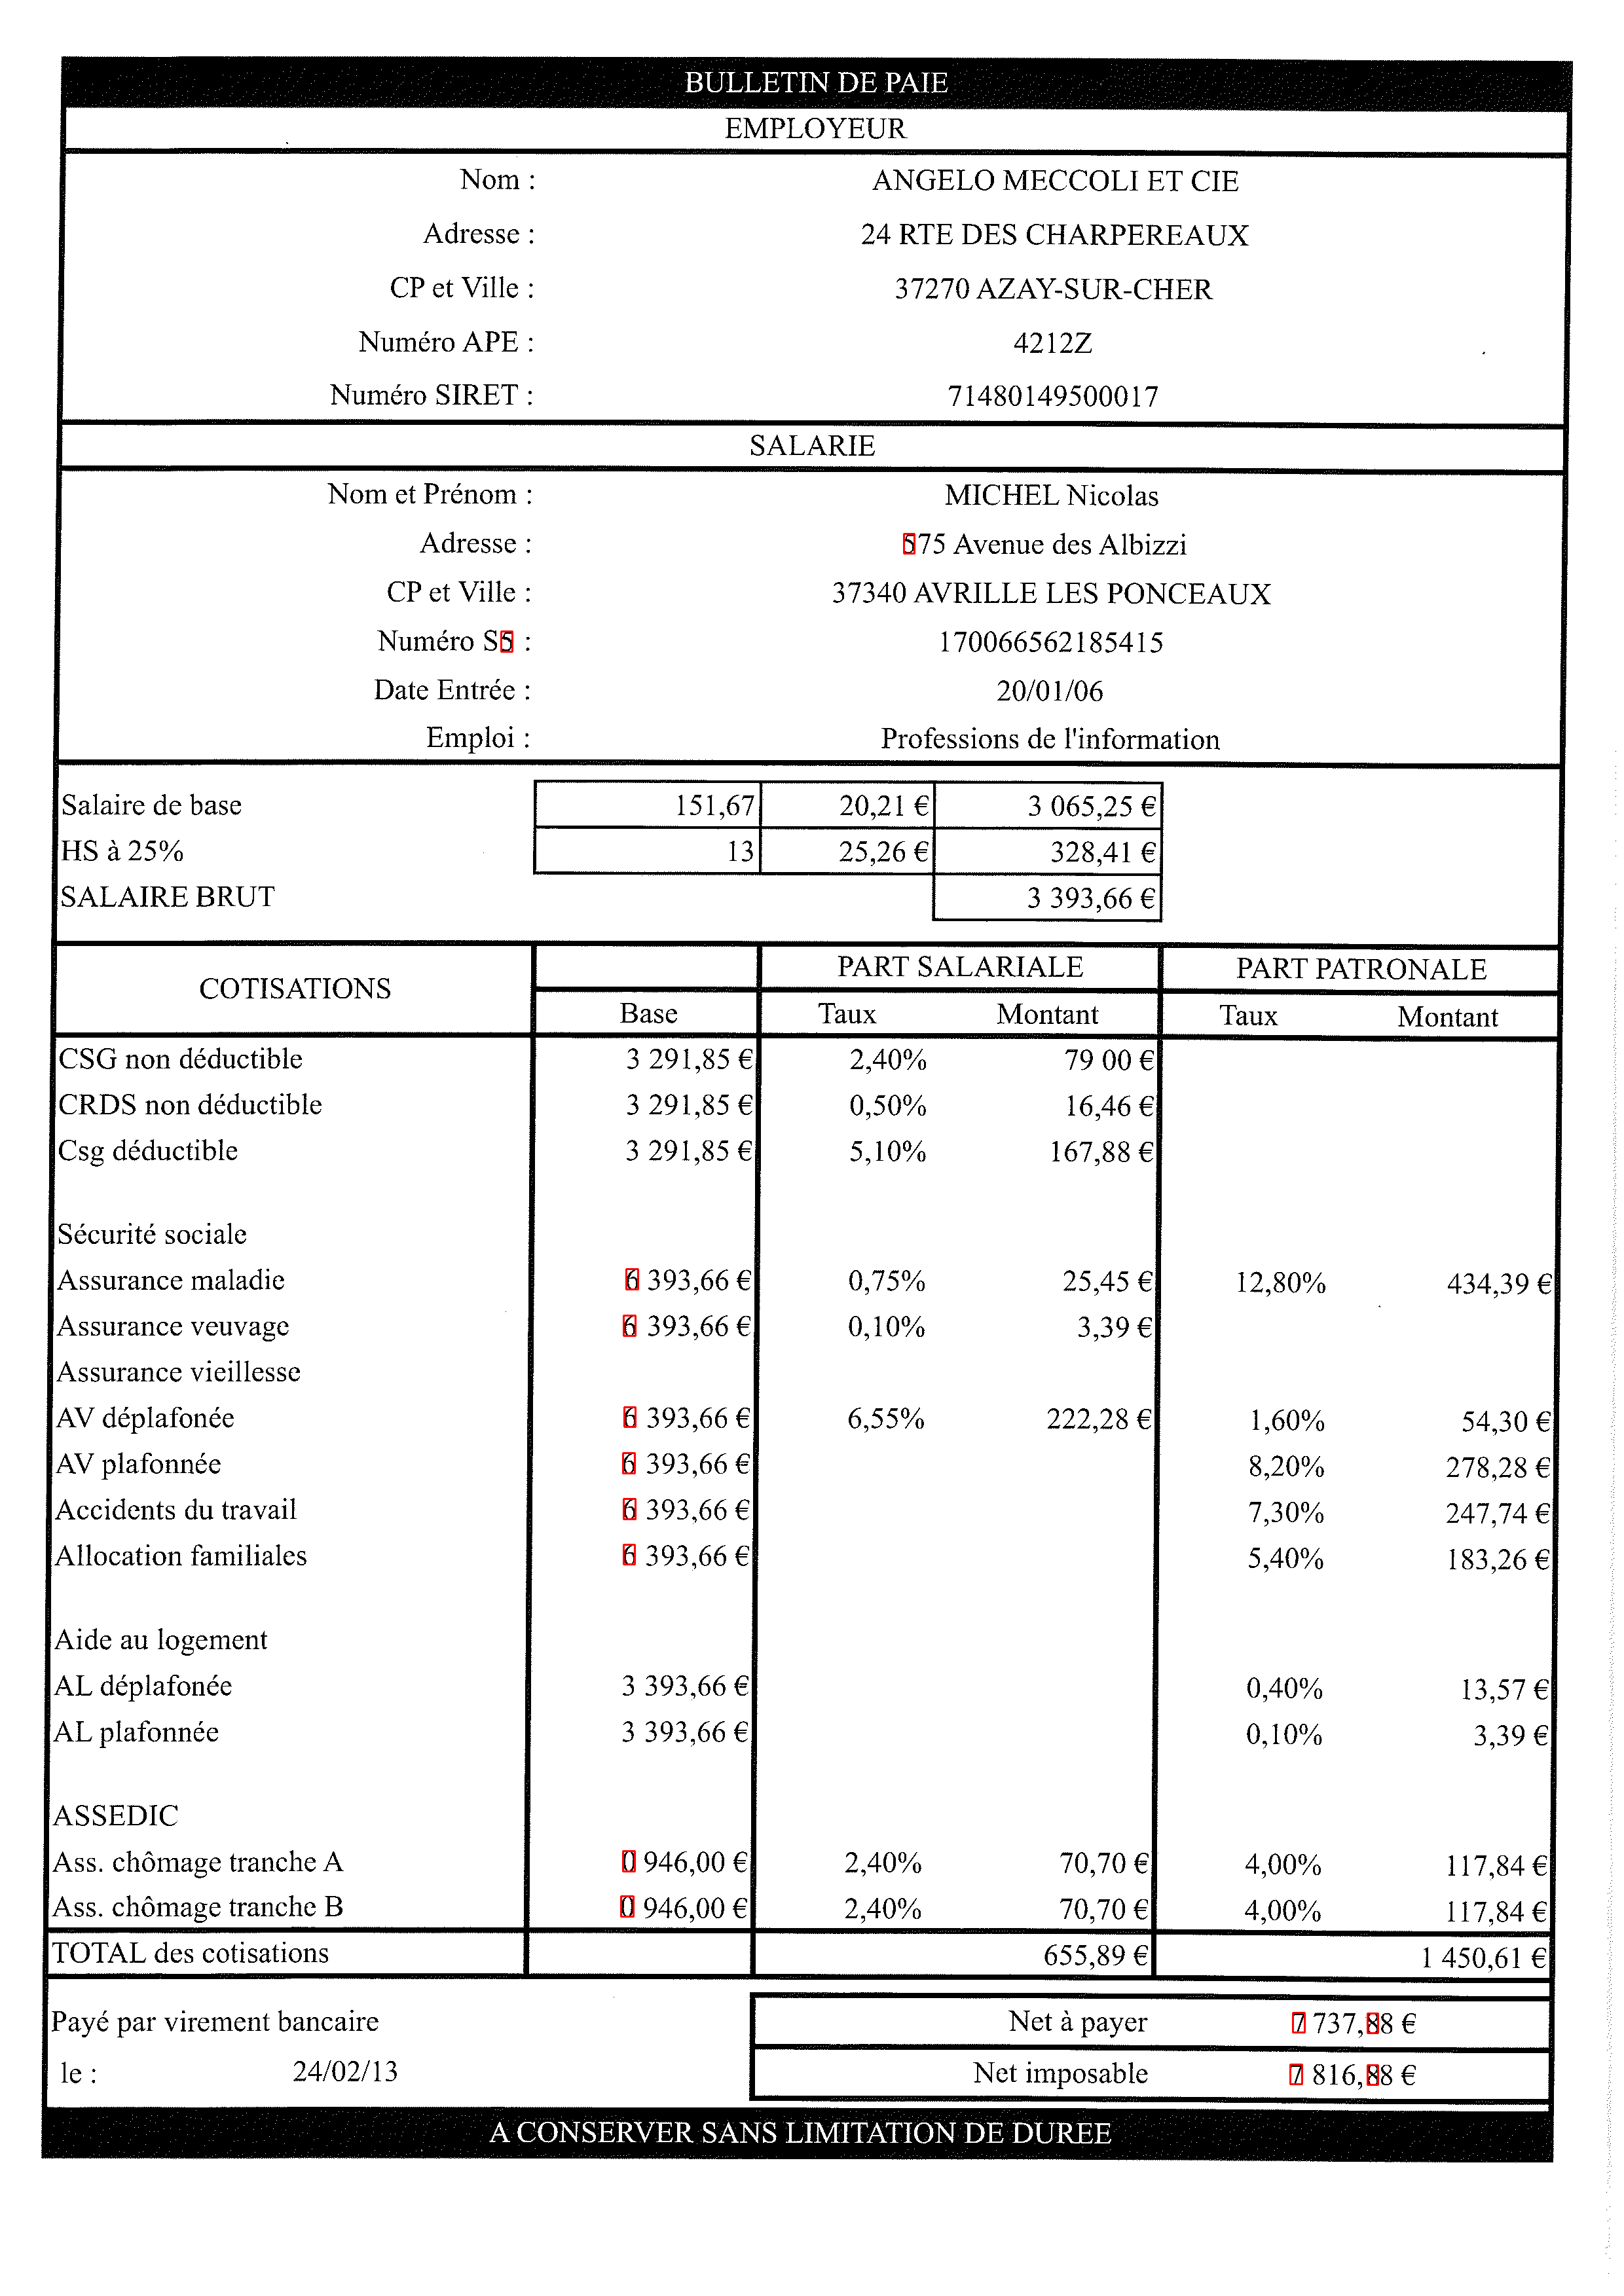 BULLETIN DE PAIE
EMPLOYEUR
Nom : ANGELO MECCOLI ET CIE
Adresse : 24 RTE DES CHARPEREAUX
CP et Ville : 37270 AZAY-SUR-CHER
Numéro APE : 4212Z
Numéro SIRET : 71480149500017
SALARIE
Nom et Prénom : MICHEL Nicolas
Adresse : 575 Avenue des Albizzi
CP et Ville : 37340 AVRILLE LES PONCEAUX
Numéro S5 : 170066562185415
Date Entrée : 20/01/06
Emploi : Professions de l'information
Salaire de base 151,67 20,21 € 3 065,25 €
HS à 25% 13 25,26 € 328,41 €
SALAIRE BRUT 3 393,66 €
COTISATIONS PART SALARIALE PART PATRONALE
Base Taux Montant Taux Montant
CSG non déductible 3 291,85 € 2,40% 79 00 €
CRDS non déductible 3 291,85 € 0,50% 16,46 €
Csg déductible 3 291,85 € 5,10% 167,88 €
Sécurité sociale
Assurance maladie 6 393,66 € 0,75% 25,45 € 12,80% 434,39 €
Assurance veuvage 6 393,66 € 0,10% 3,39 €
Assurance vieillesse
AV déplafonée 6 393,66 € 6,55% 222,28 € 1,60% 54,30 €
AV plafonnée 6 393,66 € 8,20% 278,28 €
Accidents du travail 6 393,66 € 7,30% 247,74 €
Allocation familiales 6 393,66 € 5,40% 183,26 €
Aide au logement
AL déplafonée 3 393,66 € 0,40% 13,57 €
AL plafonnée 3 393,66 € 0,10% 3,39 €
ASSEDIC
Ass. chômage tranche A 0 946,00 € 2,40% 70,70 € 4,00% 117,84 €
Ass. chômage tranche B 0 946,00 € 2,40% 70,70 € 4,00% 117,84 €
TOTAL des cotisations 655,89 € 1 450,61 €
Payé par virement bancaire Net à payer 7 737,88 €
le : 24/02/13 Net imposable 7 816,88 €
A CONSERVER SANS LIMITATION DE DUREE